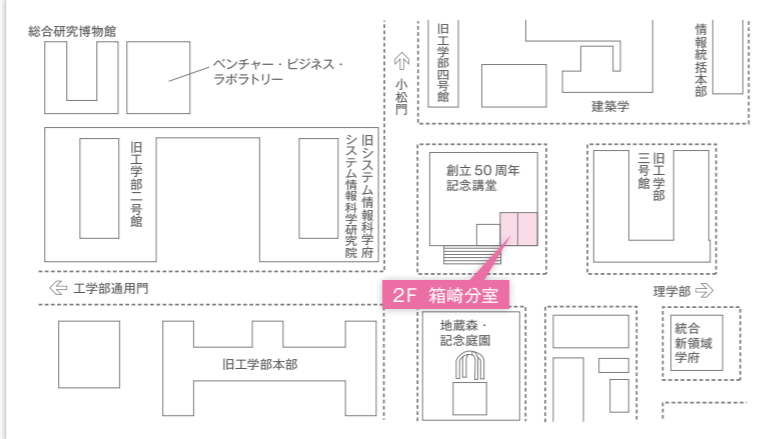 総合研究博物館
ベンチャー・ビジネス・
ラボラトリー
小松門
旧工学部四号館
建築学
情報統括本部
旧工学部二号館
旧システム情報科学府
システム情報科学研究院
創立50周年
記念講堂
旧工学部
三号館
工学部通用門
2F 箱崎分室
理学部
旧工学部本部
地蔵森・
記念庭園
統合
新領域
学府